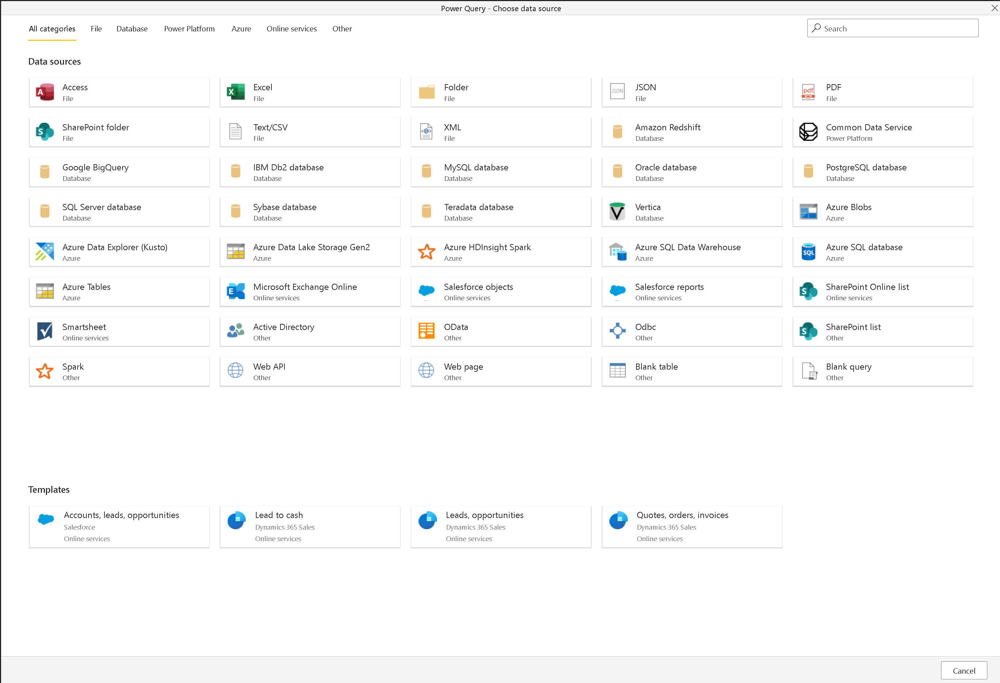 Power Query - Choose data source
All categories File Database Power Platform Azure Online services Other
Search
Data sources
A Access
File
X Excel
File
Folder
File
JSON JSON
File
pdf PDF
File
S SharePoint folder
File
Text/CSV
File
XML
File
Amazon Redshift
Database
Common Data Service
Power Platform
Google BigQuery
Database
IBM Db2 database
Database
MySQL database
Database
Oracle database
Database
PostgreSQL database
Database
SQL Server database
Database
Sybase database
Database
Teradata database
Database
V Vertica
Database
Azure Blobs
Azure
Azure Data Explorer (Kusto)
Azure
Azure Data Lake Storage Gen2
Azure
Azure HDInsight Spark
Azure
Azure SQL Data Warehouse
Azure
SQL Azure SQL database
Azure
Azure Tables
Azure
E Microsoft Exchange Online
Online services
Salesforce objects
Online services
Salesforce reports
Online services
S SharePoint Online list
Online services
Smartsheet
Online services
Active Directory
Other
OData
Other
Odbc
Other
S SharePoint list
Other
Spark
Other
Web API
Other
Web page
Other
Blank table
Other
Blank query
Other
Templates
Accounts, leads, opportunities
Salesforce
Online services
Lead to cash
Dynamics 365 Sales
Online services
Leads, opportunities
Dynamics 365 Sales
Online services
Quotes, orders, invoices
Dynamics 365 Sales
Online services
Cancel